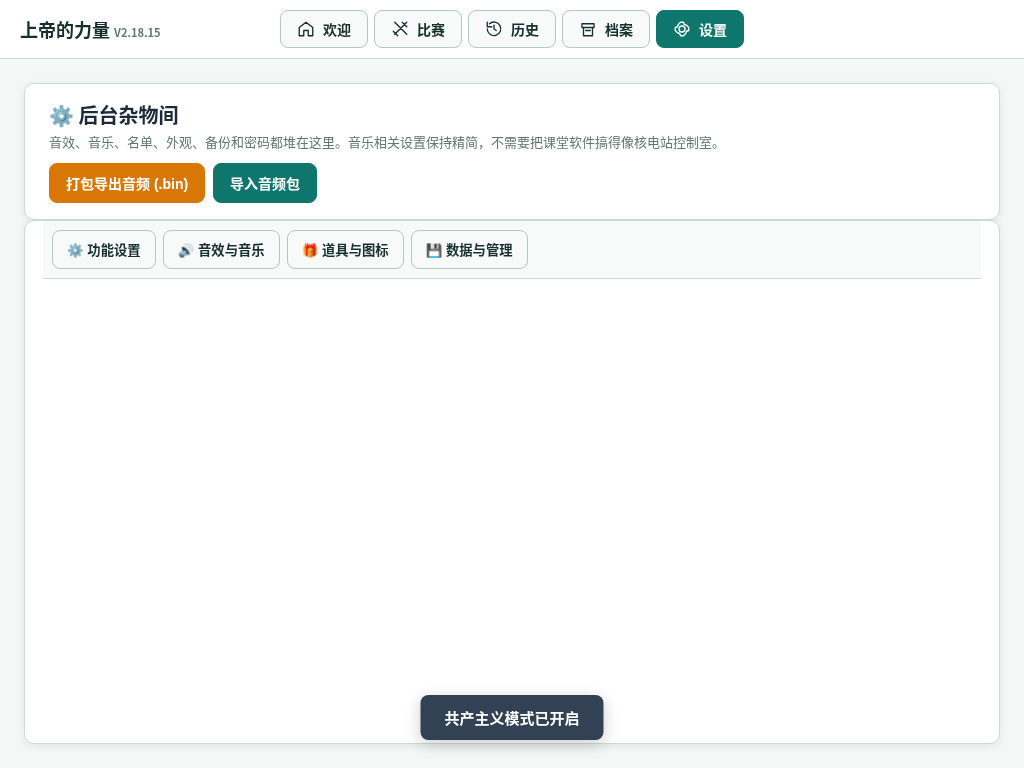 上帝的力量 V2.18.15
欢迎
比赛
历史
档案
设置
后台杂物间
音效、音乐、名单、外观、备份和密码都堆在这里。音乐相关设置保持精简，不需要把课堂软件搞得像核电站控制室。
打包导出音频 (.bin)
导入音频包
功能设置
音效与音乐
道具与图标
数据与管理
共产主义模式已开启